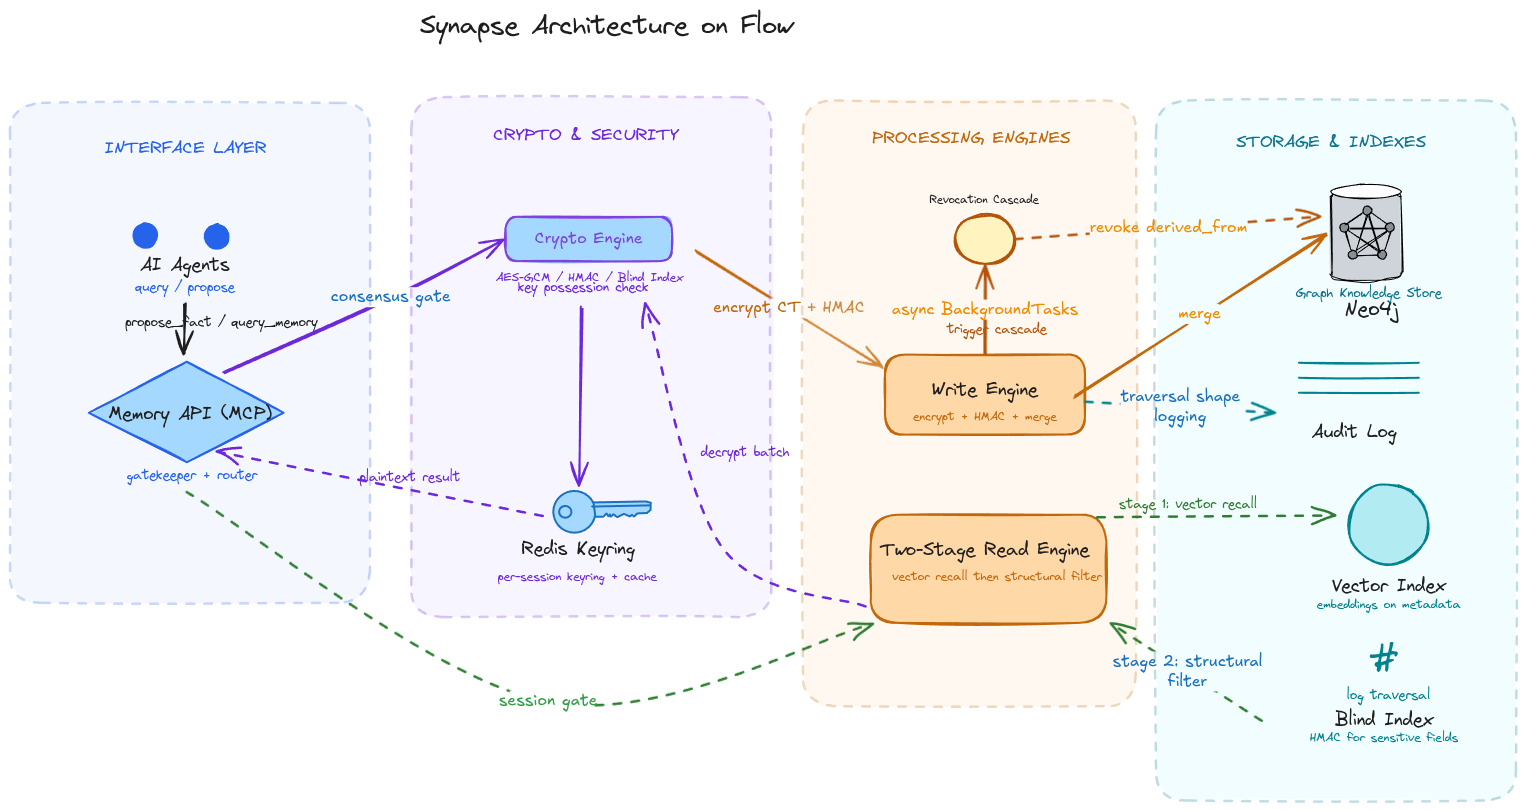 Synapse Architecture on Flow
INTERFACE LAYER
AI Agents
query / propose
propose_fact / query_memory
Memory API (MCP)
gatekeeper + router
consensus gate
plaintext result
session gate
CRYPTO & SECURITY
Crypto Engine
AES-GCM / HMAC / Blind Index
key possession check
Redis Keyring
per-session keyring + cache
encrypt CT + HMAC
decrypt batch
PROCESSING ENGINES
Revocation Cascade
revoke derived_from
async BackgroundTasks
trigger cascade
Write Engine
encrypt + HMAC + merge
Two-Stage Read Engine
vector recall then structural filter
merge
traversal shape
logging
stage 1: vector recall
stage 2: structural
filter
STORAGE & INDEXES
Graph Knowledge Store
Neo4j
Audit Log
Vector Index
embeddings on metadata
#
log traversal
Blind Index
HMAC for sensitive fields